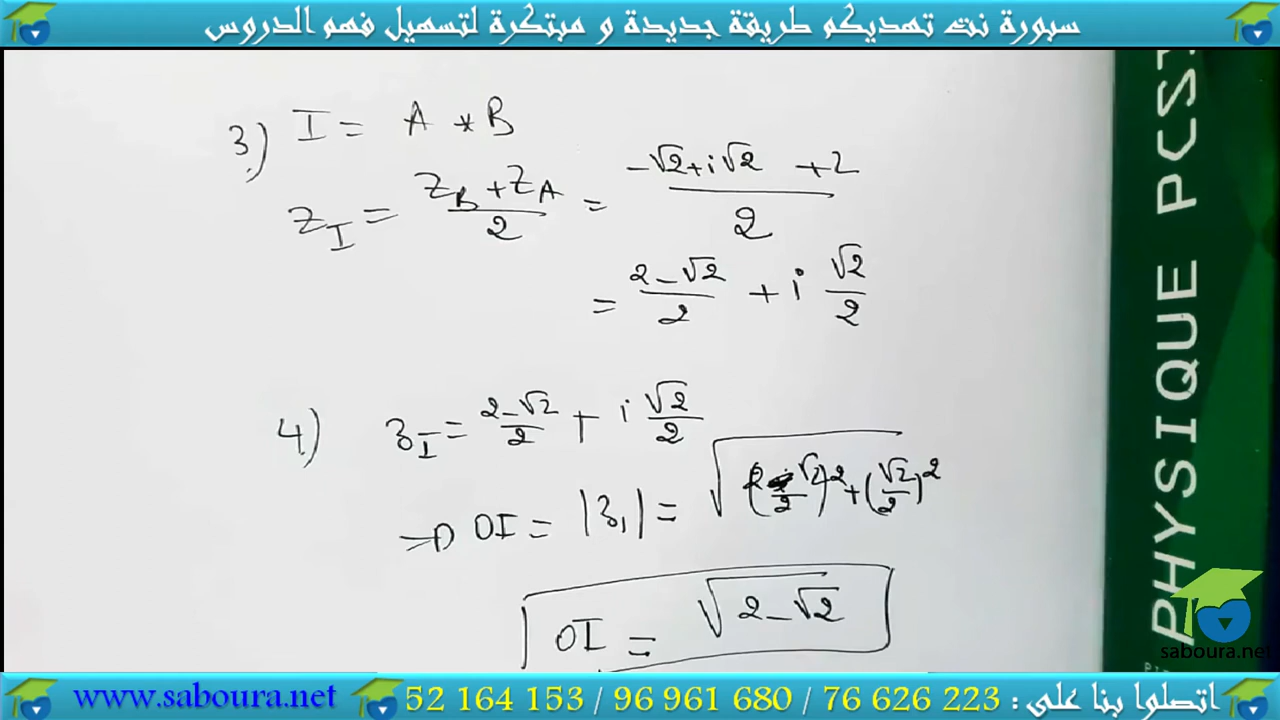 سبورة نت تهديكم طريقة جديدة و مبتكرة لتسهيل فهم الدروس
3) I = A * B
z_I = (z_B + z_A)/2 = (-√2 + i√2 + 2)/2
= (2 - √2)/2 + i √2/2
4) z_I = (2 - √2)/2 + i √2/2
⇒ OI = |z_I| = √(((2 - √2)/2)² + (√2/2)²)
OI = √(2 - √2)
PHYSIQUE PCST
saboura.net
www.saboura.net 52 164 153 / 96 961 680 / 76 626 223 : اتصلوا بنا على